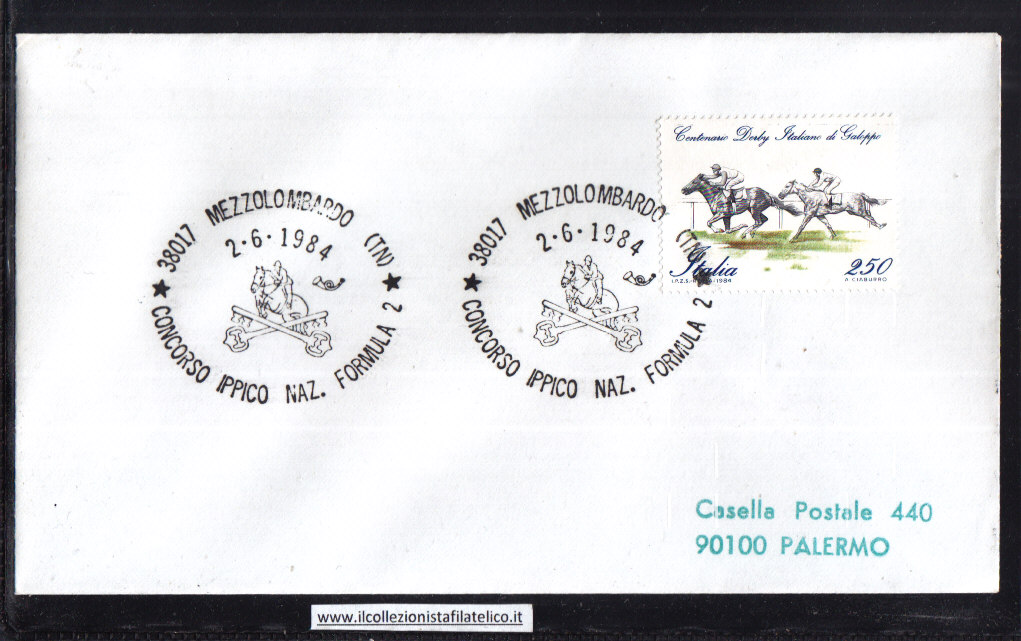 38017 MEZZOLOMBARDO (TN)
2·6·1984
★ CONCORSO IPPICO NAZ. FORMULA 2 ★
38017 MEZZOLOMBARDO (TN)
2·6·1984
★ CONCORSO IPPICO NAZ. FORMULA 2 ★
Centenario Derby Italiano di Galoppo
Italia
250
A. CIABURRO
Casella Postale 440
90100 PALERMO
www.ilcollezionistafilatelico.it